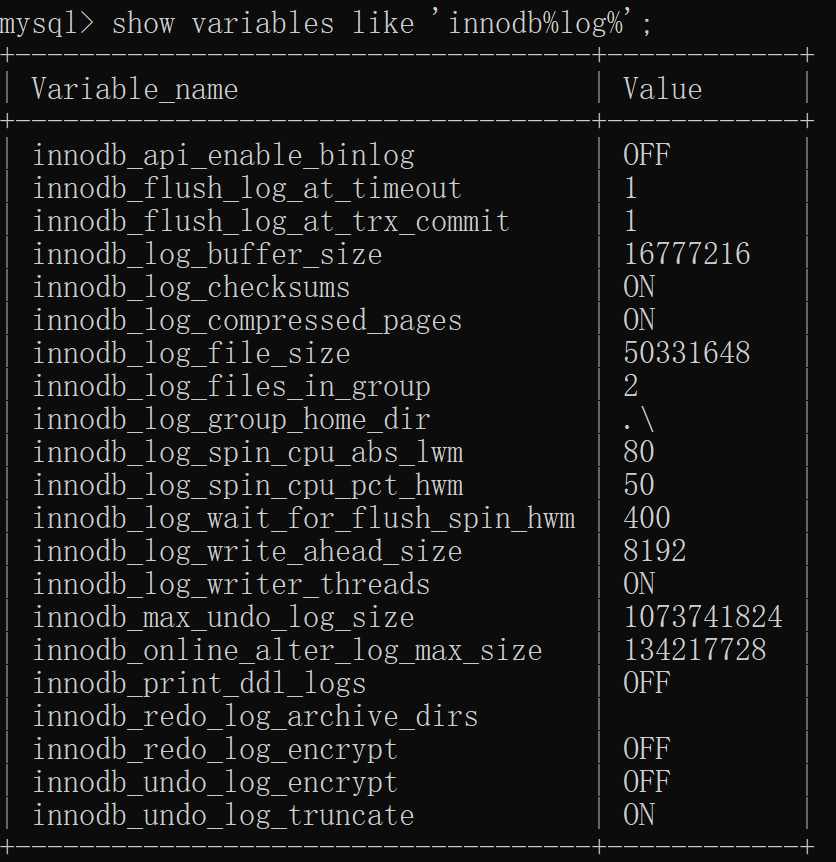 mysql> show variables like 'innodb%log%';
+------------------------------------+------------+
| Variable_name                      | Value      |
+------------------------------------+------------+
| innodb_api_enable_binlog           | OFF        |
| innodb_flush_log_at_timeout        | 1          |
| innodb_flush_log_at_trx_commit     | 1          |
| innodb_log_buffer_size             | 16777216   |
| innodb_log_checksums               | ON         |
| innodb_log_compressed_pages        | ON         |
| innodb_log_file_size               | 50331648   |
| innodb_log_files_in_group          | 2          |
| innodb_log_group_home_dir          | .\         |
| innodb_log_spin_cpu_abs_lwm        | 80         |
| innodb_log_spin_cpu_pct_hwm        | 50         |
| innodb_log_wait_for_flush_spin_hwm | 400        |
| innodb_log_write_ahead_size        | 8192       |
| innodb_log_writer_threads          | ON         |
| innodb_max_undo_log_size           | 1073741824 |
| innodb_online_alter_log_max_size   | 134217728  |
| innodb_print_ddl_logs              | OFF        |
| innodb_redo_log_archive_dirs       |            |
| innodb_redo_log_encrypt            | OFF        |
| innodb_undo_log_encrypt            | OFF        |
| innodb_undo_log_truncate           | ON         |
+------------------------------------+------------+